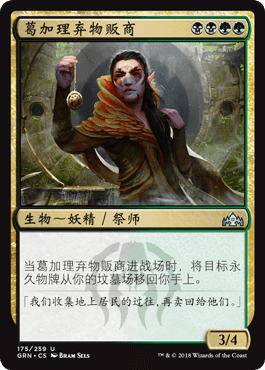 葛加理弃物贩商
生物～妖精／祭师
当葛加理弃物贩商进战场时，将目标永
久物牌从你的坟墓场移回你手上。
「我们收集地上居民的过往，再卖回给他们。」
3/4
175/259 U
GRN • CS BRAM SELS
™ & © 2018 Wizards of the Coast